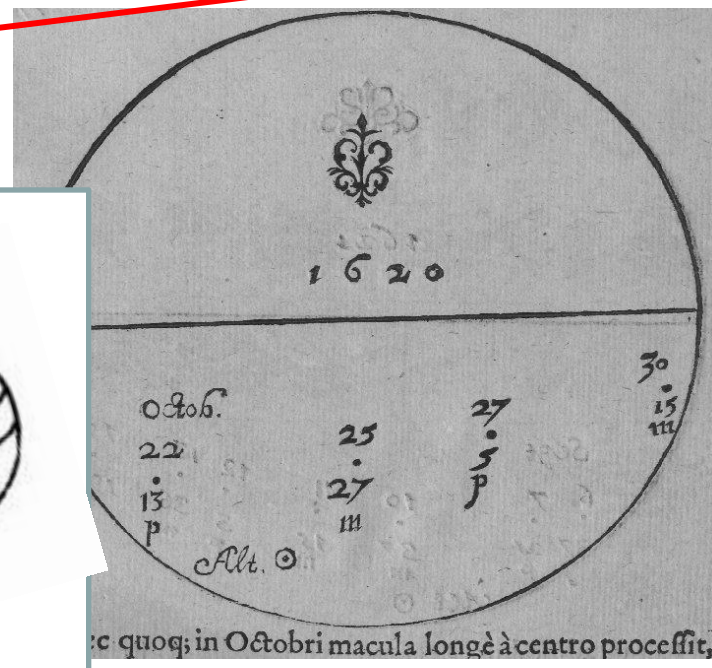 1620
Octob.
22
13
p
25
27
m
27
5
p
30
15
m
Alt. ☉
quoq; in Octobri macula longè à centro processit,